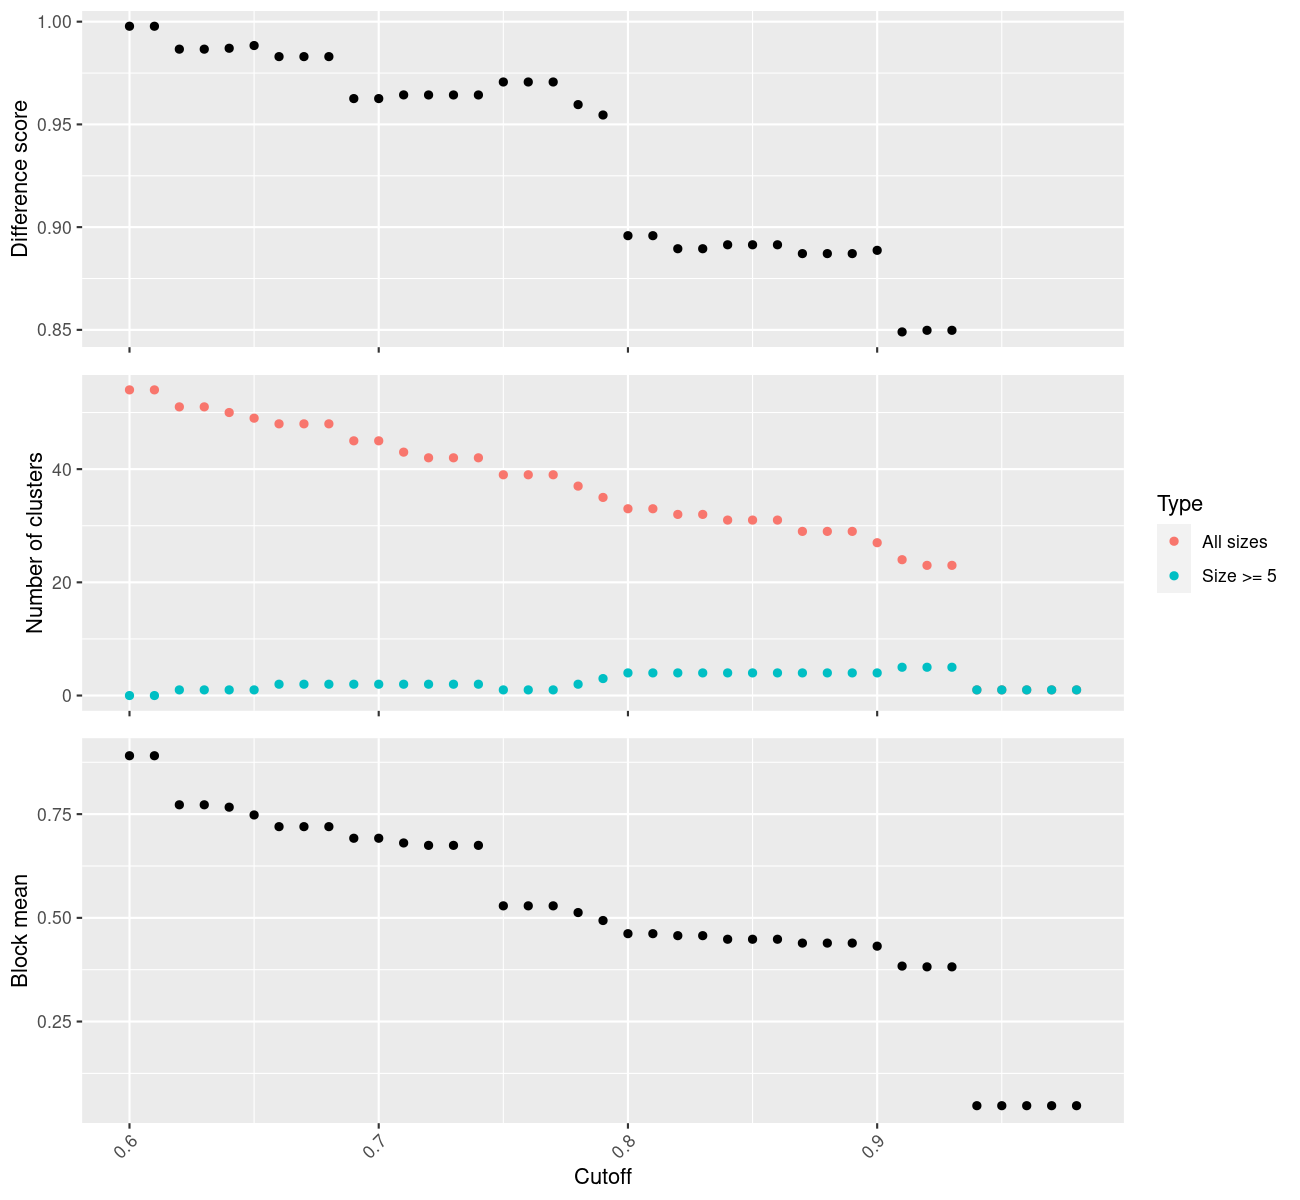 Difference score
1.00
0.95
0.90
0.85
Number of clusters
40
20
0
Type
All sizes
Size >= 5
Block mean
0.75
0.50
0.25
0.6
0.7
0.8
0.9
Cutoff